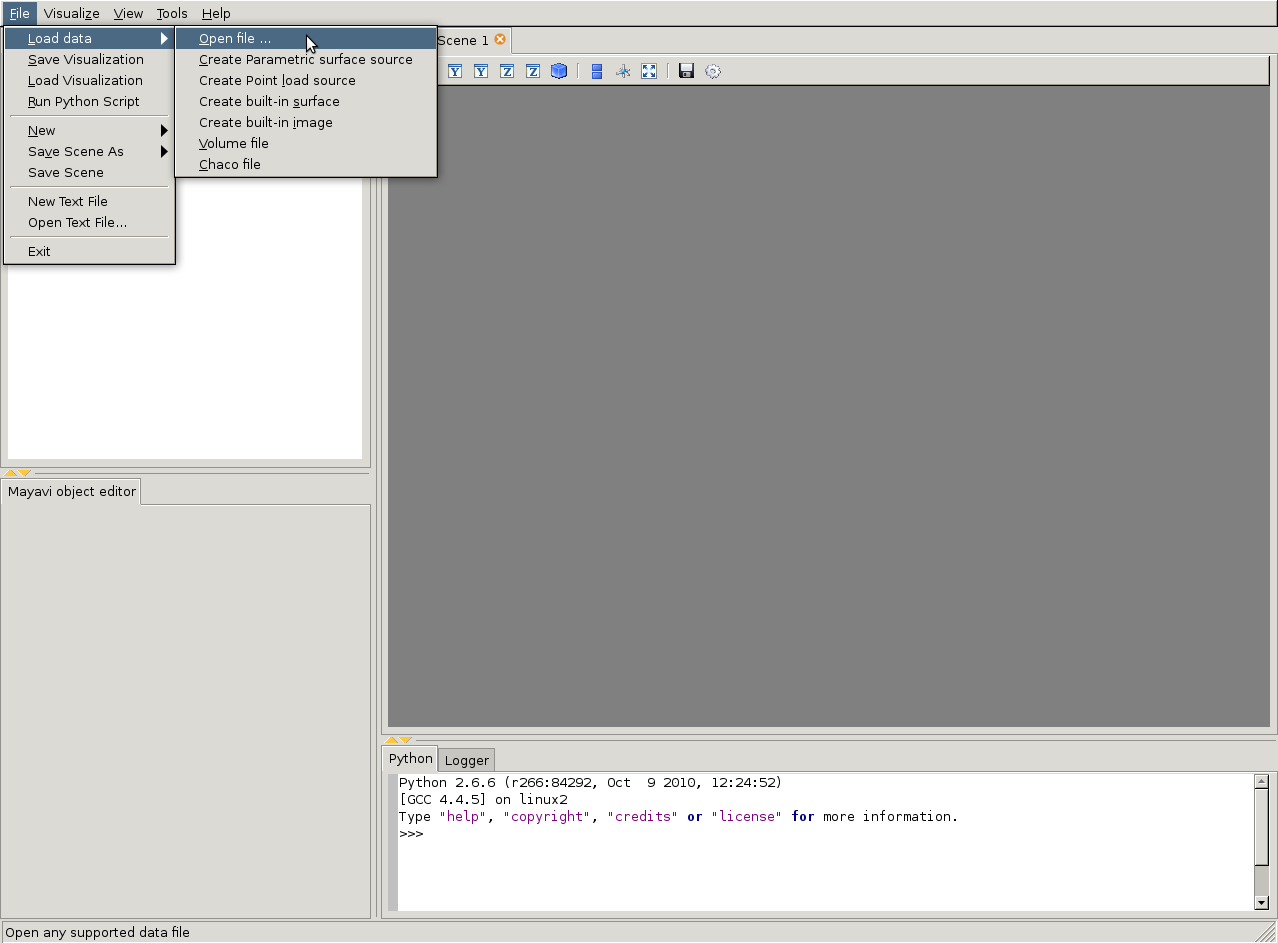 File Visualize View Tools Help
Load data
Save Visualization
Load Visualization
Run Python Script
New
Save Scene As
Save Scene
New Text File
Open Text File...
Exit
Open file ...
Create Parametric surface source
Create Point load source
Create built-in surface
Create built-in image
Volume file
Chaco file
Scene 1
Y Y Z Z
Mayavi object editor
Python Logger
Python 2.6.6 (r266:84292, Oct  9 2010, 12:24:52)
[GCC 4.4.5] on linux2
Type "help", "copyright", "credits" or "license" for more information.
>>>
Open any supported data file